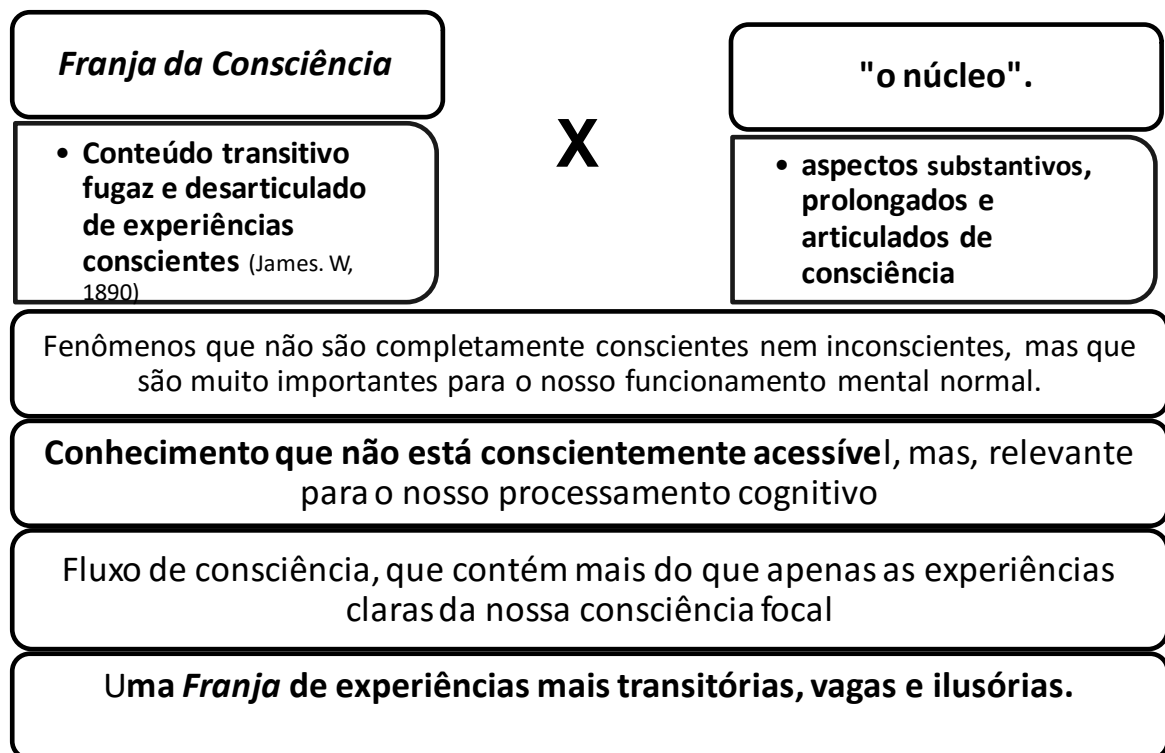 Franja da Consciência
• Conteúdo transitivo
fugaz e desarticulado
de experiências
conscientes (James. W,
1890)
X
"o núcleo".
• aspectos substantivos,
prolongados e
articulados de
consciência
Fenômenos que não são completamente conscientes nem inconscientes, mas que
são muito importantes para o nosso funcionamento mental normal.
Conhecimento que não está conscientemente acessível, mas, relevante
para o nosso processamento cognitivo
Fluxo de consciência, que contém mais do que apenas as experiências
claras da nossa consciência focal
Uma Franja de experiências mais transitórias, vagas e ilusórias.